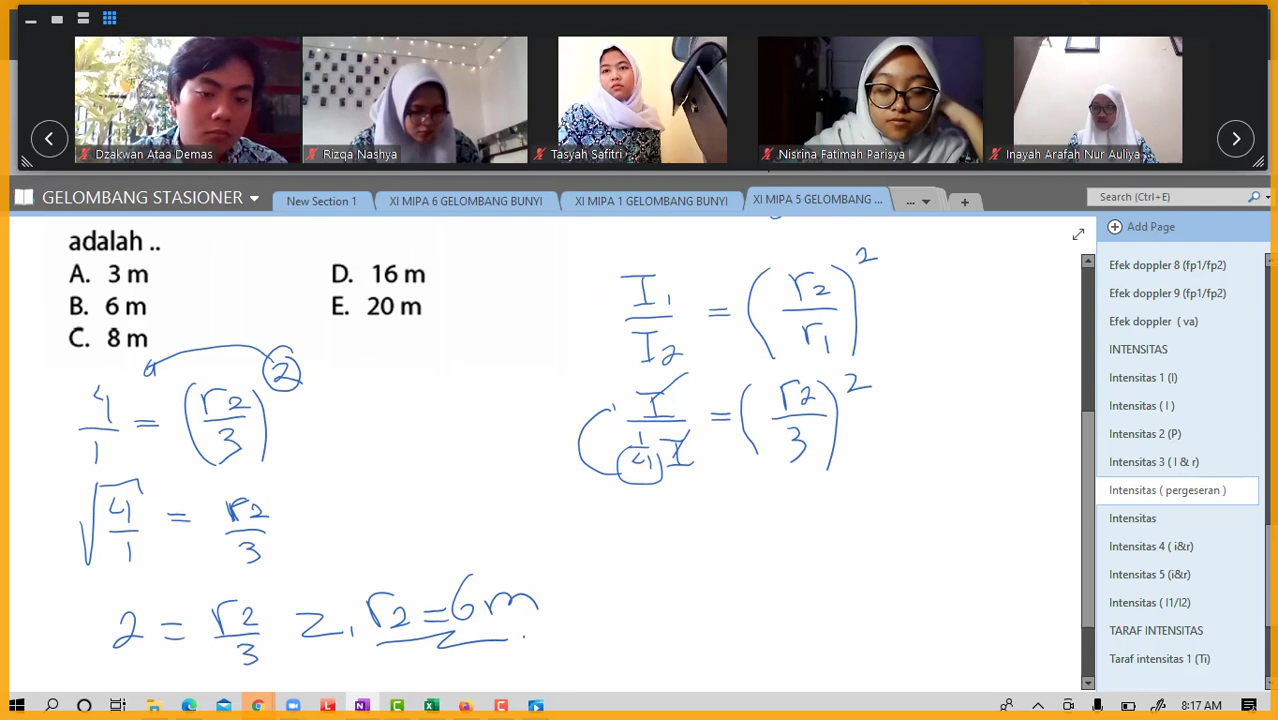 Dzakwan Ataa Demas
Rizqa Nashya
Tasyah Safitri
Nisrina Fatimah Parisya
Inayah Arafah Nur Auliya
GELOMBANG STASIONER
New Section 1
XI MIPA 6 GELOMBANG BUNYI
XI MIPA 1 GELOMBANG BUNYI
XI MIPA 5 GELOMBANG ...
...
Search (Ctrl+E)
adalah ..
A. 3 m
B. 6 m
C. 8 m
D. 16 m
E. 20 m
I₁/I₂ = (r₂/r₁)²
I/(1/4 I) = (r₂/3)²
4/1 = (r₂/3)²
√(4/1) = r₂/3
2 = r₂/3 r₂ = 6 m
Add Page
Efek doppler 8 (fp1/fp2)
Efek doppler 9 (fp1/fp2)
Efek doppler ( va)
INTENSITAS
Intensitas 1 (I)
Intensitas ( I )
Intensitas 2 (P)
Intensitas 3 ( I & r)
Intensitas ( pergeseran )
Intensitas
Intensitas 4 ( i&r)
Intensitas 5 (i&r)
Intensitas ( I1/I2)
TARAF INTENSITAS
Taraf intensitas 1 (Ti)
8:17 AM